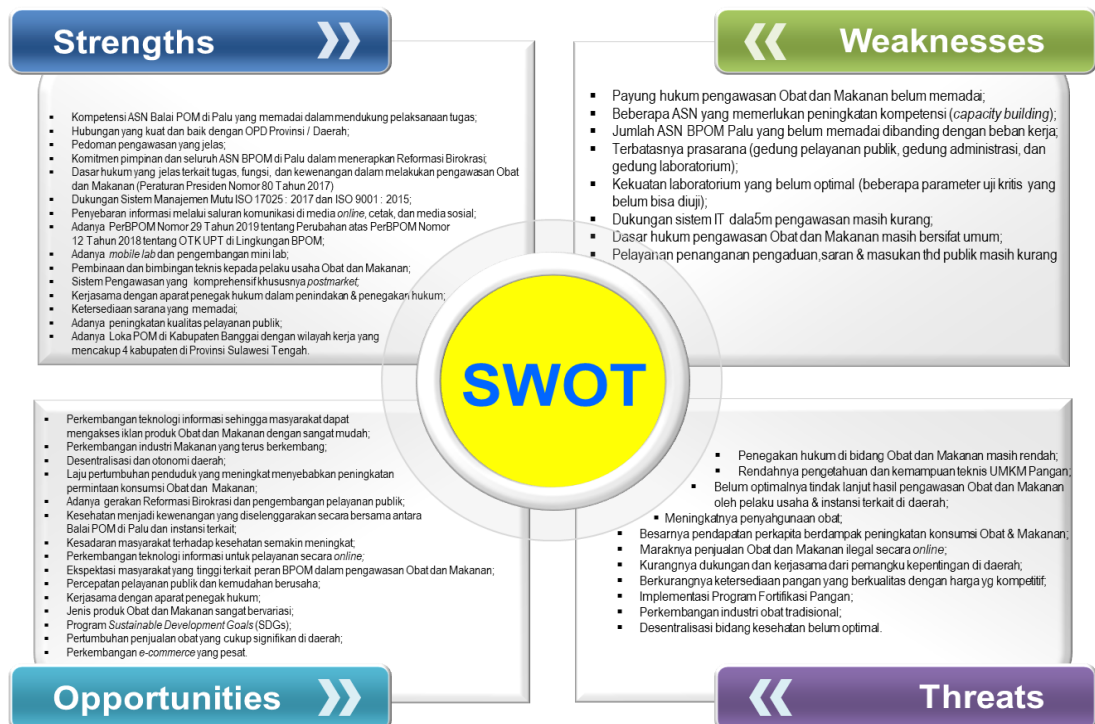 Strengths
Kompetensi ASN Balai POM di Palu yang memadai dalam mendukung pelaksanaan tugas;
Hubungan yang kuat dan baik dengan OPD Provinsi / Daerah;
Pedoman pengawasan yang jelas;
Komitmen pimpinan dan seluruh ASN BPOM di Palu dalam menerapkan Reformasi Birokrasi;
Dasar hukum yang jelas terkait tugas, fungsi, dan kewenangan dalam melakukan pengawasan Obat
dan Makanan (Peraturan Presiden Nomor 80 Tahun 2017)
Dukungan Sistem Manajemen Mutu ISO 17025 : 2017 dan ISO 9001 : 2015;
Penyebaran informasi melalui saluran komunikasi di media online, cetak, dan media sosial;
Adanya PerBPOM Nomor 29 Tahun 2019 tentang Perubahan atas PerBPOM Nomor
12 Tahun 2018 tentang OTK UPT di Lingkungan BPOM;
Adanya mobile lab dan pengembangan mini lab;
Pembinaan dan bimbingan teknis kepada pelaku usaha Obat dan Makanan;
Sistem Pengawasan yang komprehensif khususnya postmarket;
Kerjasama dengan aparat penegak hukum dalam penindakan & penegakan hukum;
Ketersediaan sarana yang memadai;
Adanya peningkatan kualitas pelayanan publik;
Adanya Loka POM di Kabupaten Banggai dengan wilayah kerja yang
mencakup 4 kabupaten di Provinsi Sulawesi Tengah.
Weaknesses
Payung hukum pengawasan Obat dan Makanan belum memadai;
Beberapa ASN yang memerlukan peningkatan kompetensi (capacity building);
Jumlah ASN BPOM Palu yang belum memadai dibanding dengan beban kerja;
Terbatasnya prasarana (gedung pelayanan publik, gedung administrasi, dan
gedung laboratorium);
Kekuatan laboratorium yang belum optimal (beberapa parameter uji kritis yang
belum bisa diuji);
Dukungan sistem IT dala5m pengawasan masih kurang;
Dasar hukum pengawasan Obat dan Makanan masih bersifat umum;
Pelayanan penanganan pengaduan,saran & masukan thd publik masih kurang
SWOT
Perkembangan teknologi informasi sehingga masyarakat dapat
mengakses iklan produk Obat dan Makanan dengan sangat mudah;
Perkembangan industri Makanan yang terus berkembang;
Desentralisasi dan otonomi daerah;
Laju pertumbuhan penduduk yang meningkat menyebabkan peningkatan
permintaan konsumsi Obat dan Makanan;
Adanya gerakan Reformasi Birokrasi dan pengembangan pelayanan publik;
Kesehatan menjadi kewenangan yang diselenggarakan secara bersama antara
Balai POM di Palu dan instansi terkait;
Kesadaran masyarakat terhadap kesehatan semakin meningkat;
Perkembangan teknologi informasi untuk pelayanan secara online;
Ekspektasi masyarakat yang tinggi terkait peran BPOM dalam pengawasan Obat dan Makanan;
Percepatan pelayanan publik dan kemudahan berusaha;
Kerjasama dengan aparat penegak hukum;
Jenis produk Obat dan Makanan sangat bervariasi;
Program Sustainable Development Goals (SDGs);
Pertumbuhan penjualan obat yang cukup signifikan di daerah;
Perkembangan e-commerce yang pesat.
Opportunities
Penegakan hukum di bidang Obat dan Makanan masih rendah;
Rendahnya pengetahuan dan kemampuan teknis UMKM Pangan;
Belum optimalnya tindak lanjut hasil pengawasan Obat dan Makanan
oleh pelaku usaha & instansi terkait di daerah;
Meningkatnya penyahgunaan obat;
Besarnya pendapatan perkapita berdampak peningkatan konsumsi Obat & Makanan;
Maraknya penjualan Obat dan Makanan ilegal secara online;
Kurangnya dukungan dan kerjasama dari pemangku kepentingan di daerah;
Berkurangnya ketersediaan pangan yang berkualitas dengan harga yg kompetitif;
Implementasi Program Fortifikasi Pangan;
Perkembangan industri obat tradisional;
Desentralisasi bidang kesehatan belum optimal.
Threats